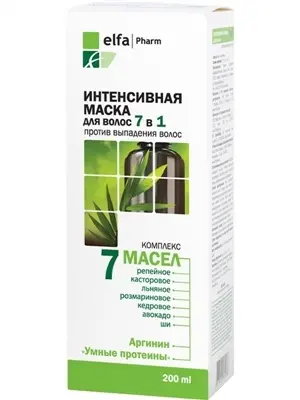 elfa Pharm
ИНТЕНСИВНАЯ
МАСКА
для волос 7 в 1
против выпадения волос
КОМПЛЕКС
7 МАСЕЛ
репейное
касторовое
льняное
розмариновое
кедровое
авокадо
ши
Аргинин
«Умные протеины»
200 ml